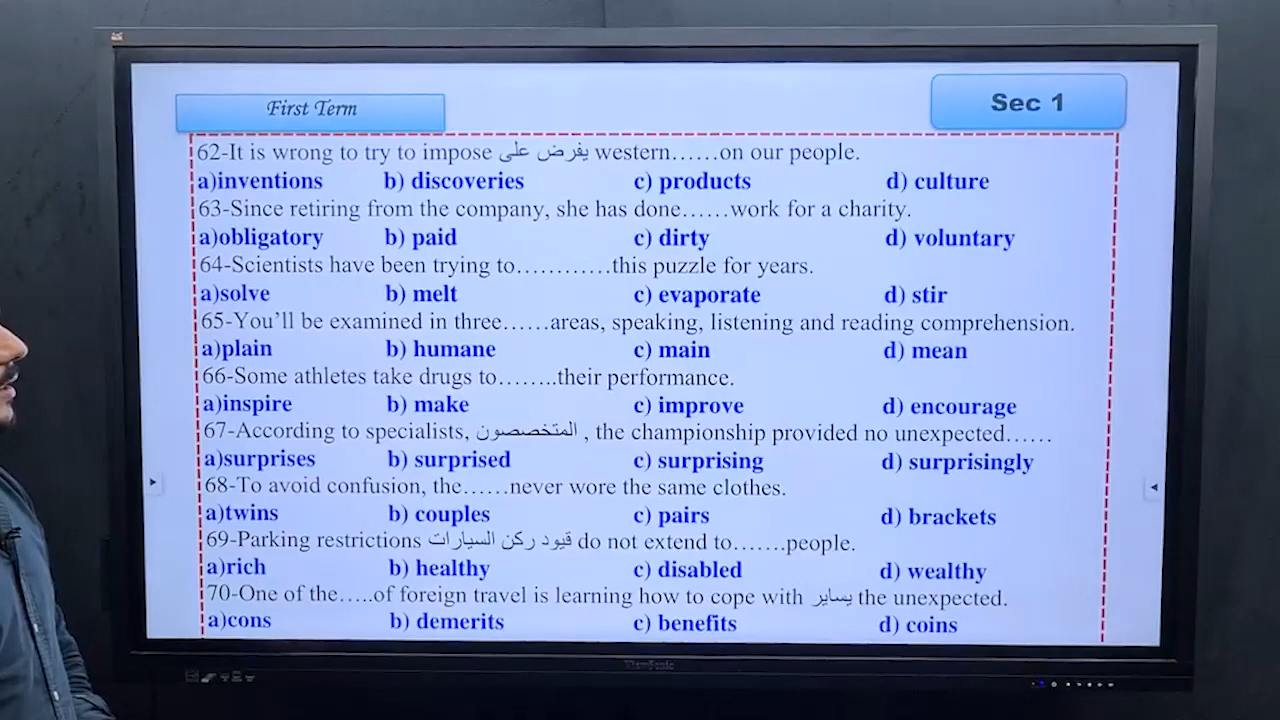 First Term
Sec 1
62-It is wrong to try to impose يفرض على western……on our people.
a)inventions b) discoveries c) products d) culture
63-Since retiring from the company, she has done……work for a charity.
a)obligatory b) paid c) dirty d) voluntary
64-Scientists have been trying to…………this puzzle for years.
a)solve b) melt c) evaporate d) stir
65-You’ll be examined in three……areas, speaking, listening and reading comprehension.
a)plain b) humane c) main d) mean
66-Some athletes take drugs to……..their performance.
a)inspire b) make c) improve d) encourage
67-According to specialists, المتخصصون , the championship provided no unexpected……
a)surprises b) surprised c) surprising d) surprisingly
68-To avoid confusion, the……never wore the same clothes.
a)twins b) couples c) pairs d) brackets
69-Parking restrictions قيود ركن السيارات do not extend to…….people.
a)rich b) healthy c) disabled d) wealthy
70-One of the…..of foreign travel is learning how to cope with يساير the unexpected.
a)cons b) demerits c) benefits d) coins
ViewSonic